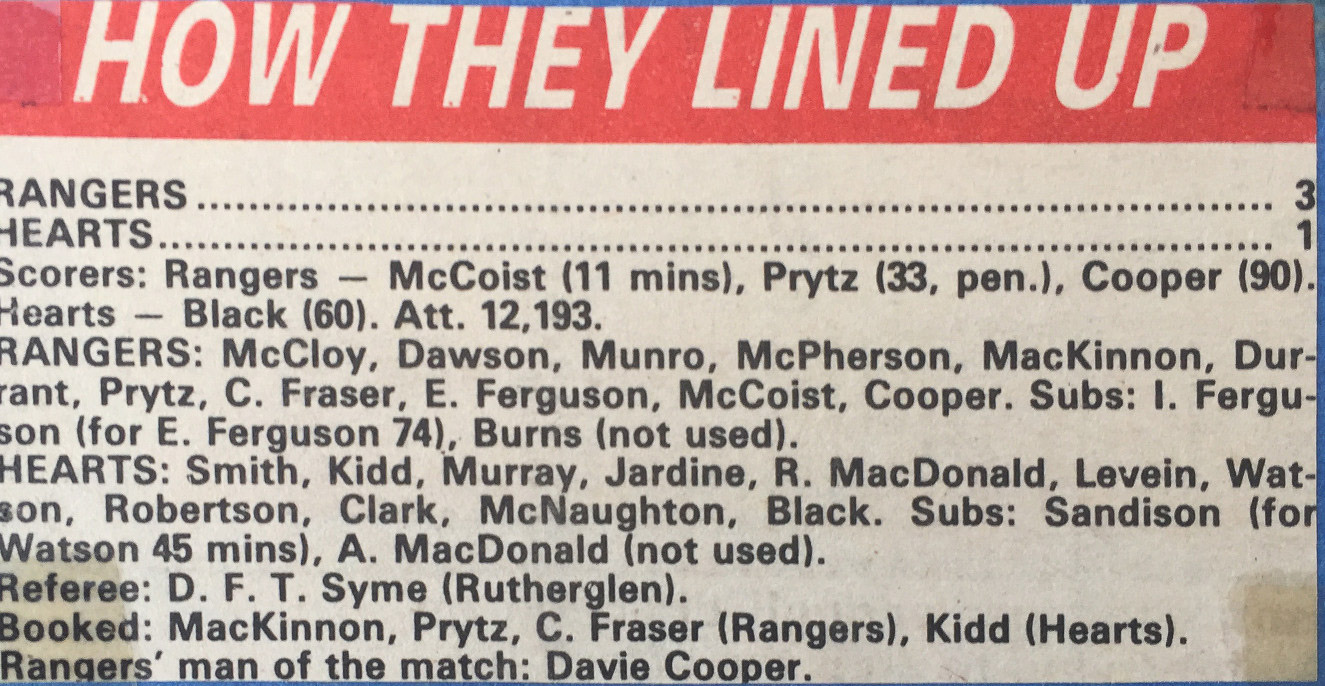 HOW THEY LINED UP
RANGERS........................................................................ 3
HEARTS.......................................................................... 1
Scorers: Rangers — McCoist (11 mins), Prytz (33, pen.), Cooper (90).
Hearts — Black (60). Att. 12,193.
RANGERS: McCloy, Dawson, Munro, McPherson, MacKinnon, Dur-
rant, Prytz, C. Fraser, E. Ferguson, McCoist, Cooper. Subs: I. Fergu-
son (for E. Ferguson 74), Burns (not used).
HEARTS: Smith, Kidd, Murray, Jardine, R. MacDonald, Levein, Wat-
son, Robertson, Clark, McNaughton, Black. Subs: Sandison (for
Watson 45 mins), A. MacDonald (not used).
Referee: D. F. T. Syme (Rutherglen).
Booked: MacKinnon, Prytz, C. Fraser (Rangers), Kidd (Hearts).
Rangers' man of the match: Davie Cooper.